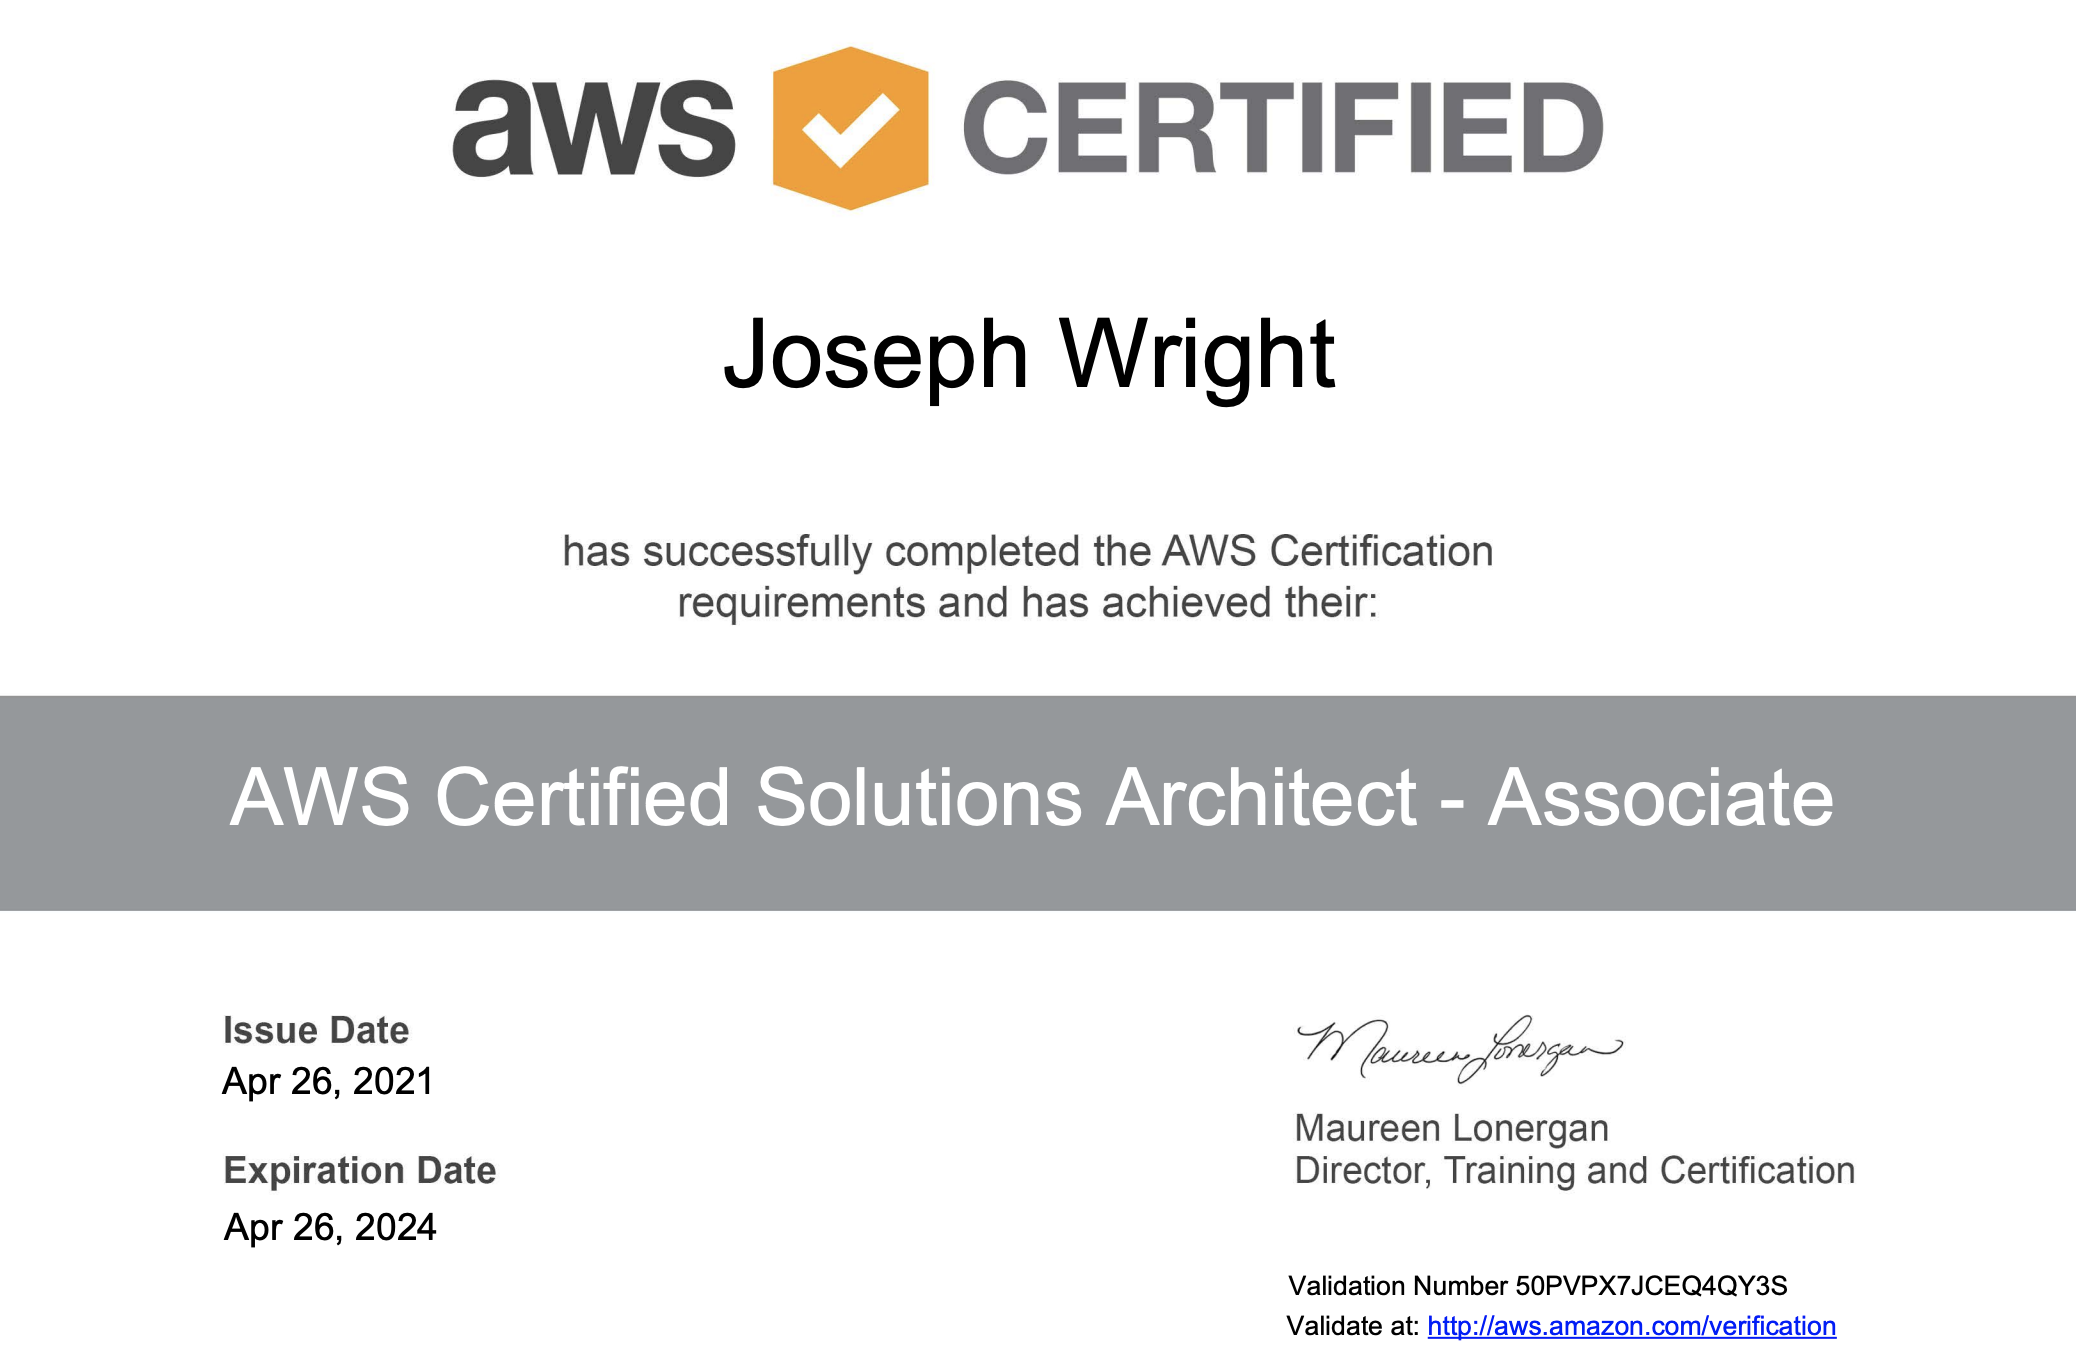 aws CERTIFIED
Joseph Wright
has successfully completed the AWS Certification
requirements and has achieved their:
AWS Certified Solutions Architect - Associate
Issue Date
Apr 26, 2021
Expiration Date
Apr 26, 2024
Maureen Lonergan
Maureen Lonergan
Director, Training and Certification
Validation Number 50PVPX7JCEQ4QY3S
Validate at: http://aws.amazon.com/verification